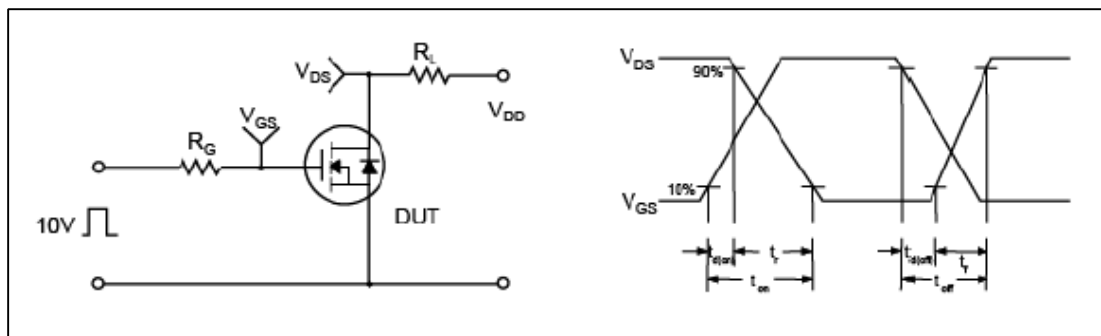 V_DS
R_L
V_DD
V_GS
R_G
10V
DUT
V_DS
90%
10%
V_GS
t_d(on)
t_r
t_on
t_d(off)
t_f
t_off